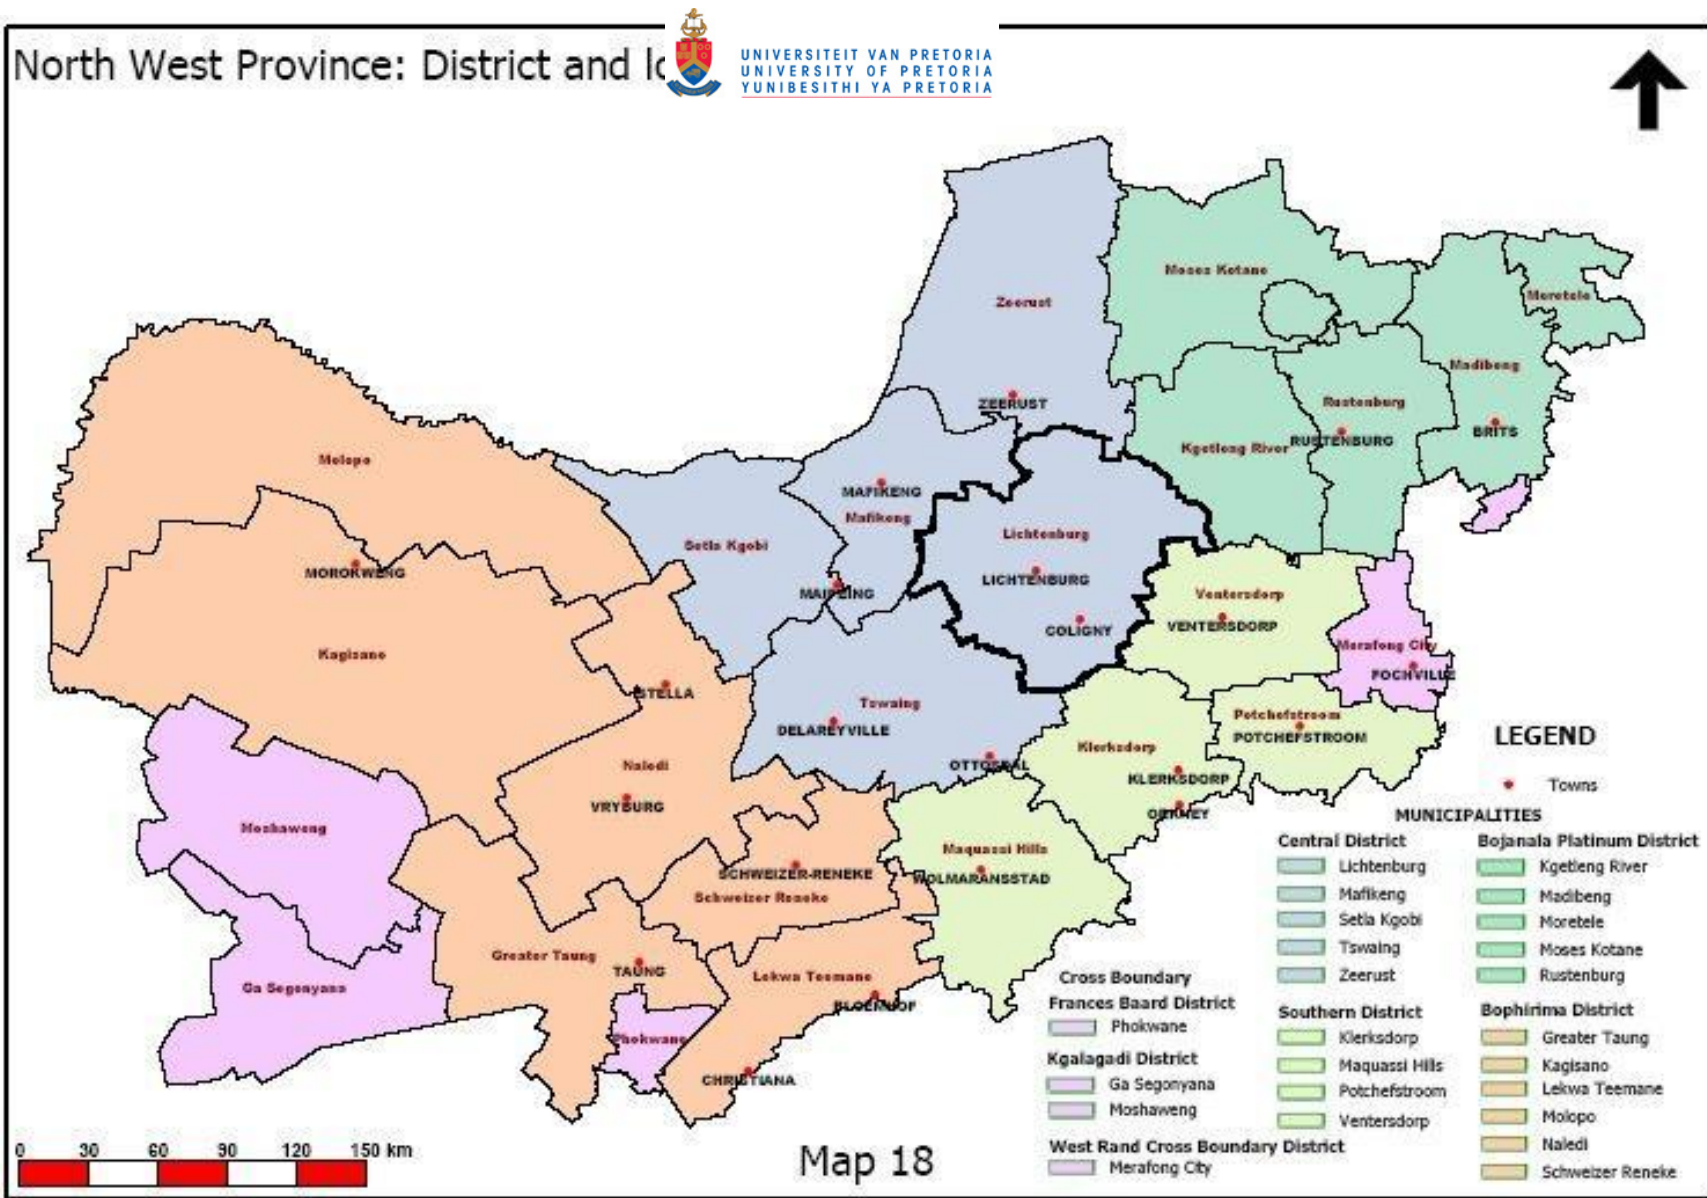 North West Province: District and lo
UNIVERSITEIT VAN PRETORIA
UNIVERSITY OF PRETORIA
YUNIBESITHI YA PRETORIA
Moses Kotane
Moretele
Zeerust
Madibeng
ZEERUST
Rustenburg
BRITS
RUSTENBURG
Kgetleng River
Molopo
MAFIKENG
Mafikeng
Lichtenburg
Setla Kgobi
MOROKWENG
LICHTENBURG
Ventersdorp
VENTERSDORP
COLIGNY
Merafong City
Kagisano
FOCHVILLE
STELLA
Tswaing
DELAREYVILLE
Potchefstroom
POTCHEFSTROOM
Klerksdorp
OTTOSDAL
KLERKSDORP
Naledi
VRYBURG
ORKNEY
Moshaweng
Maquassi Hills
WOLMARANSSTAD
SCHWEIZER-RENEKE
Schweizer Reneke
Greater Taung
TAUNG
Lekwa Teemane
Ga Segonyana
BLOEMHOF
Phokwane
CHRISTIANA
LEGEND
Towns
MUNICIPALITIES
Central District
Lichtenburg
Mafikeng
Setla Kgobi
Tswaing
Zeerust
Bojanala Platinum District
Kgetleng River
Madibeng
Moretele
Moses Kotane
Rustenburg
Cross Boundary
Frances Baard District
Phokwane
Kgalagadi District
Ga Segonyana
Moshaweng
West Rand Cross Boundary District
Merafong City
Southern District
Klerksdorp
Maquassi Hills
Potchefstroom
Ventersdorp
Bophirima District
Greater Taung
Kagisano
Lekwa Teemane
Molopo
Naledi
Schweizer Reneke
0 30 60 90 120 150 km
Map 18